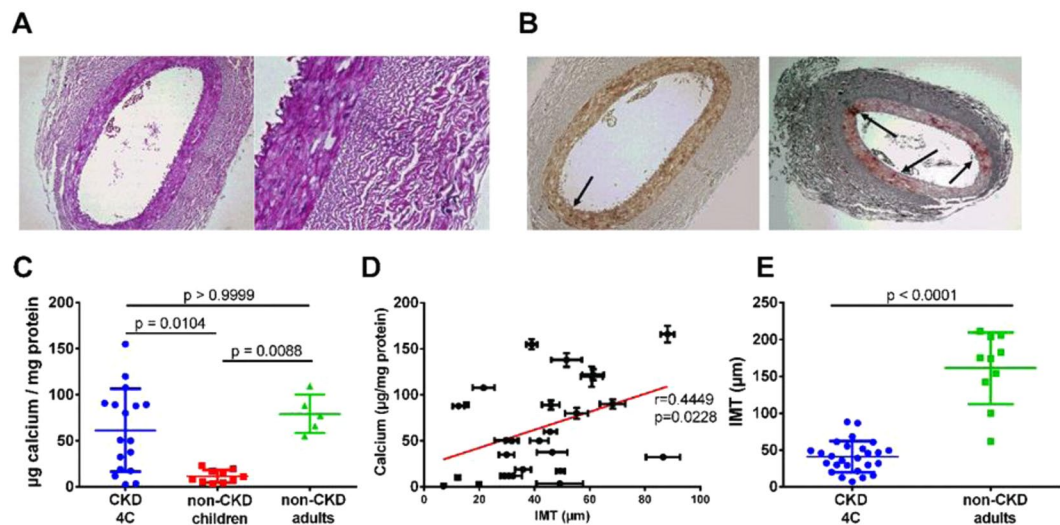 A
B
C
µg calcium / mg protein
200
150
100
50
0
p > 0.9999
p = 0.0104
p = 0.0088
CKD
4C
non-CKD
children
non-CKD
adults
D
Calcium (µg/mg protein)
200
150
100
50
0
r=0.4449
p=0.0228
0 20 40 60 80 100
IMT (µm)
E
IMT (µm)
250
200
150
100
50
0
p < 0.0001
CKD
4C
non-CKD
adults